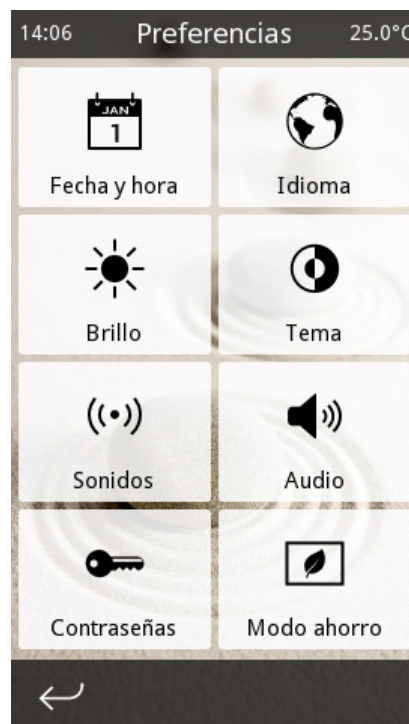 14:06 Preferencias 25.0°C
JAN
1
Fecha y hora Idioma
Brillo Tema
Sonidos Audio
Contraseñas Modo ahorro